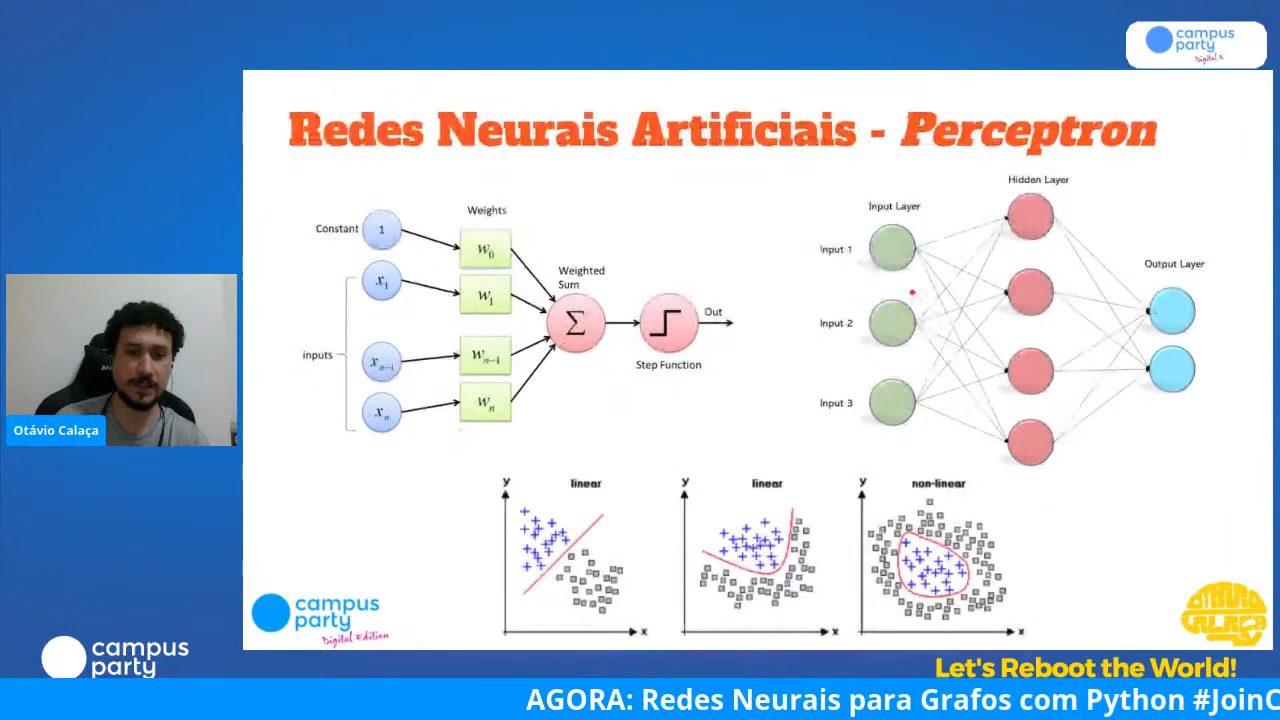 campus
party
Digital E
Redes Neurais Artificiais - Perceptron
Weights
Constant
1
w0
x1
w1
inputs
xn-1
wn-1
xn
wn
Weighted
Sum
Σ
Out
Step Function
Hidden Layer
Input Layer
Output Layer
Input 1
Input 2
Input 3
Otávio Calaça
y
linear
x
y
linear
x
y
non-linear
x
campus
party
Digital Edition
OTÁVIO
CALAÇA
campus
party
Let's Reboot the World!
AGORA: Redes Neurais para Grafos com Python #JoinC